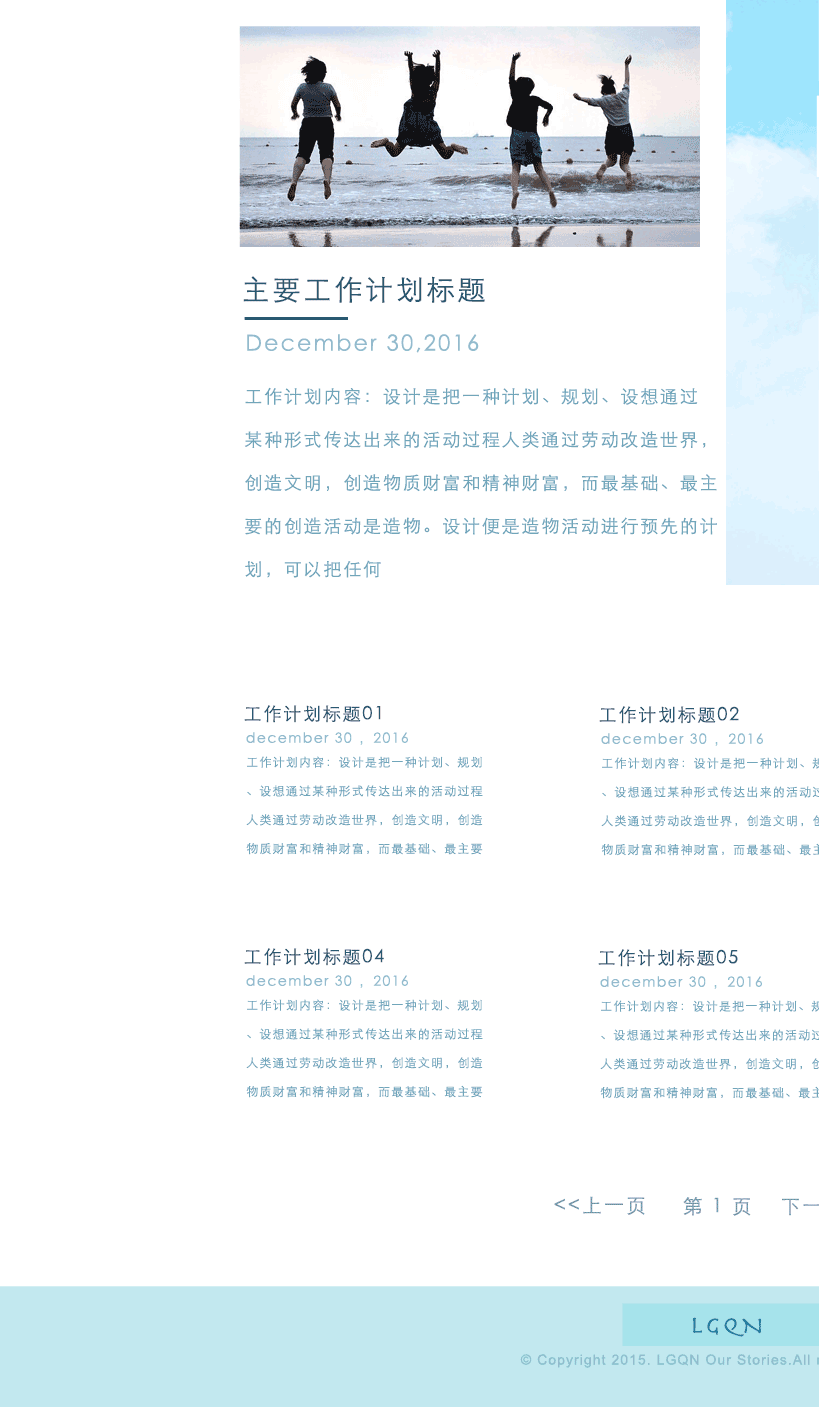 主要工作计划标题
December 30,2016
工作计划内容：设计是把一种计划、规划、设想通过
某种形式传达出来的活动过程人类通过劳动改造世界，
创造文明，创造物质财富和精神财富，而最基础、最主
要的创造活动是造物。设计便是造物活动进行预先的计
划，可以把任何
工作计划标题01
december 30 ，2016
工作计划内容：设计是把一种计划、规划
、设想通过某种形式传达出来的活动过程
人类通过劳动改造世界，创造文明，创造
物质财富和精神财富，而最基础、最主要
工作计划标题02
december 30 ，2016
工作计划内容：设计是把一种计划、
、设想通过某种形式传达出来的活动
人类通过劳动改造世界，创造文明，
物质财富和精神财富，而最基础、最
工作计划标题04
december 30 ，2016
工作计划内容：设计是把一种计划、规划
、设想通过某种形式传达出来的活动过程
人类通过劳动改造世界，创造文明，创造
物质财富和精神财富，而最基础、最主要
工作计划标题05
december 30 ，2016
工作计划内容：设计是把一种计划、
、设想通过某种形式传达出来的活动
人类通过劳动改造世界，创造文明，
物质财富和精神财富，而最基础、最主
<<上一页 第 1 页 下一
LGQN
© Copyright 2015. LGQN Our Stories.All